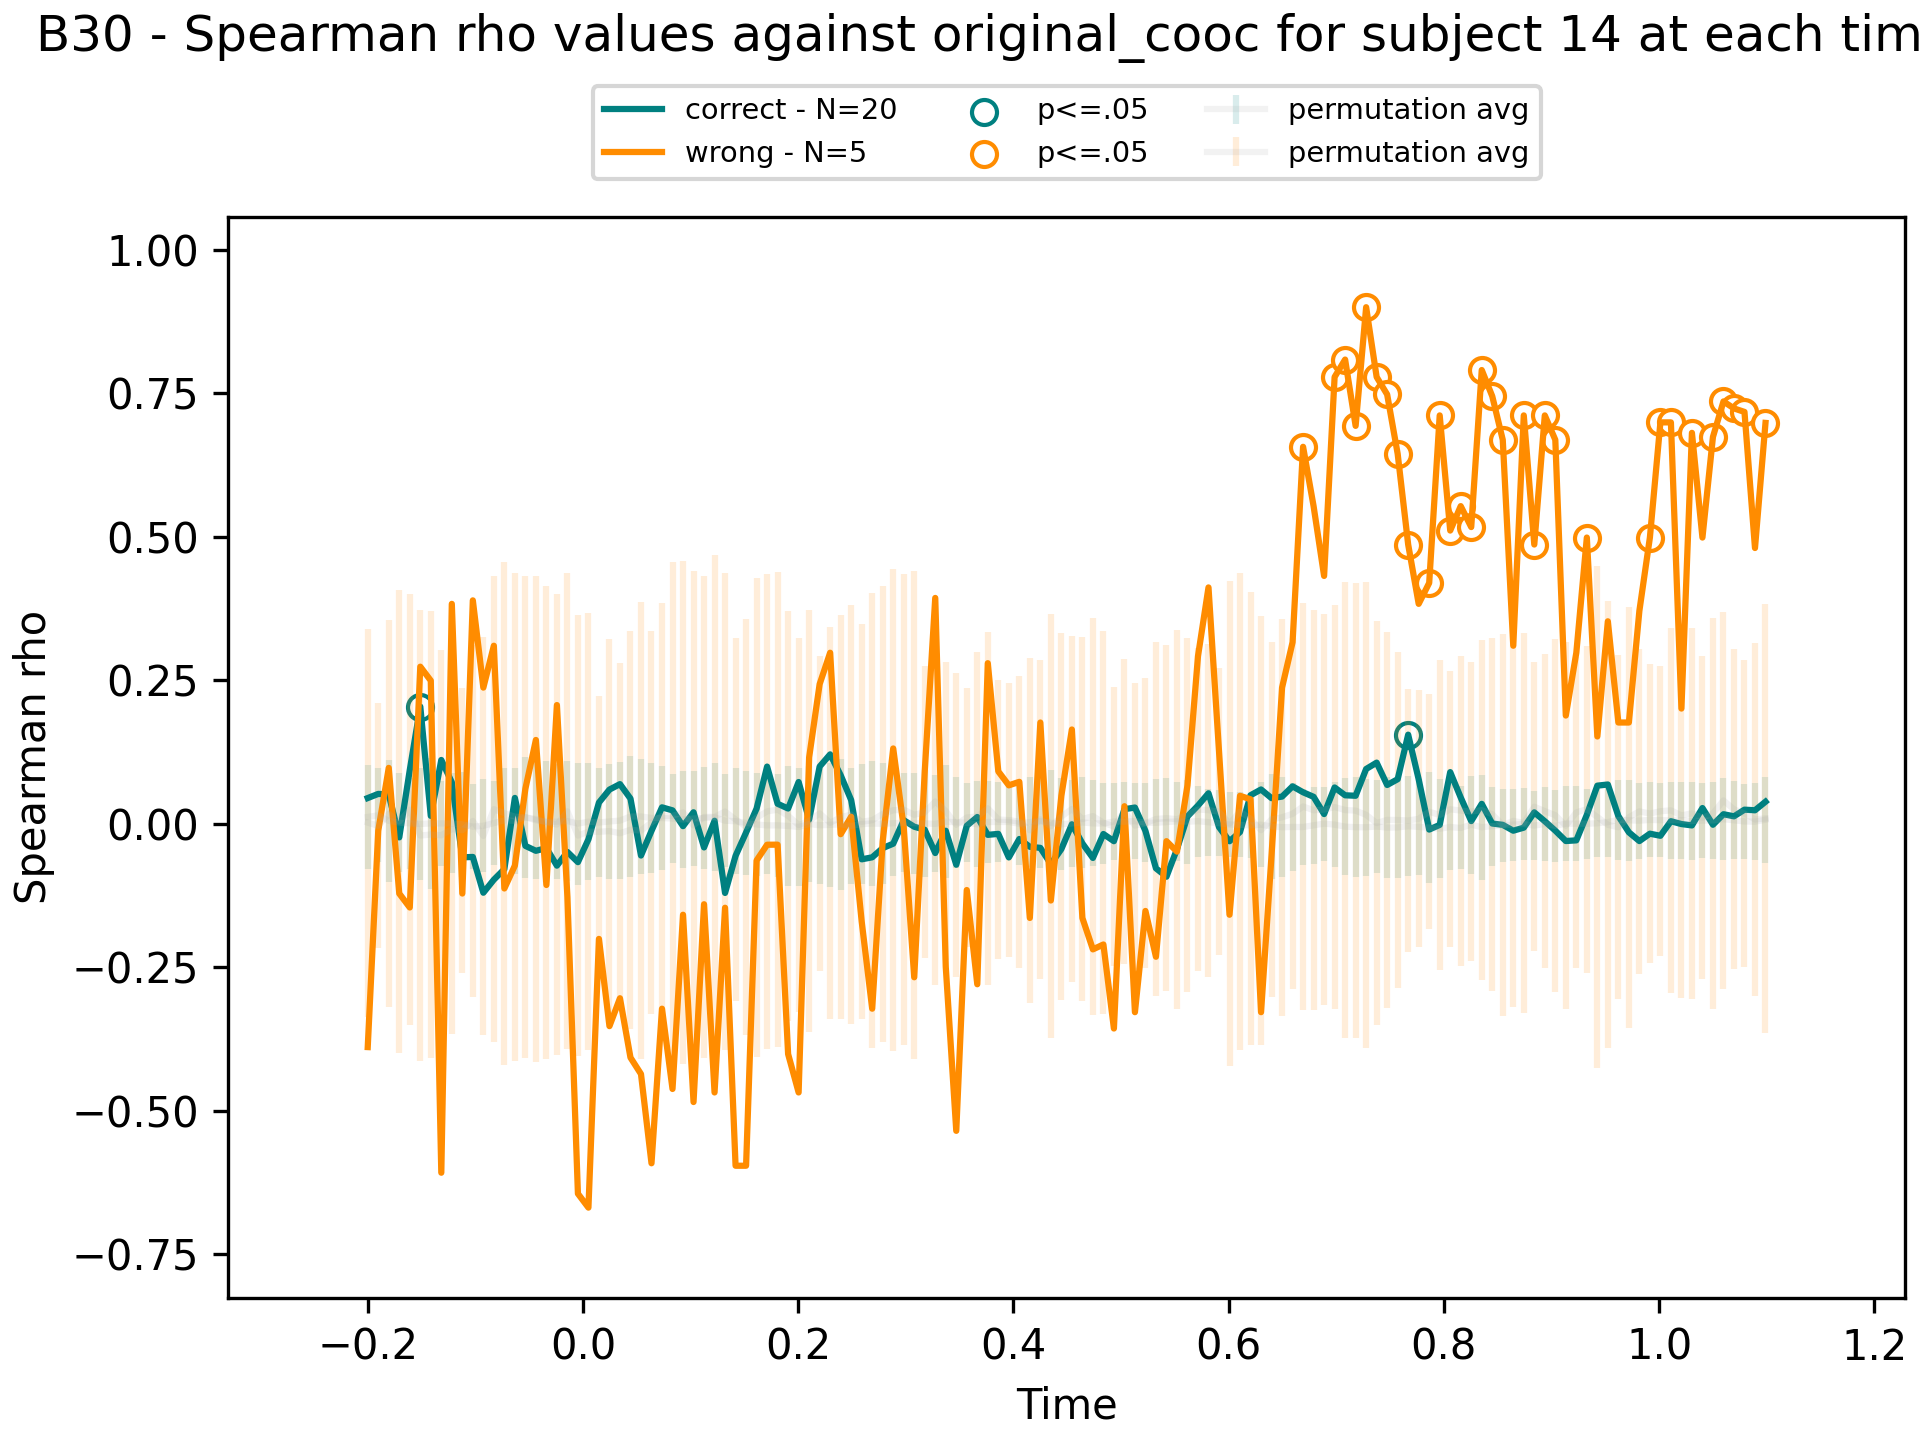 B30 - Spearman rho values against original_cooc for subject 14 at each tim
correct - N=20
wrong - N=5
p<=.05
p<=.05
permutation avg
permutation avg
1.00
0.75
0.50
0.25
0.00
−0.25
−0.50
−0.75
Spearman rho
−0.2 0.0 0.2 0.4 0.6 0.8 1.0 1.2
Time